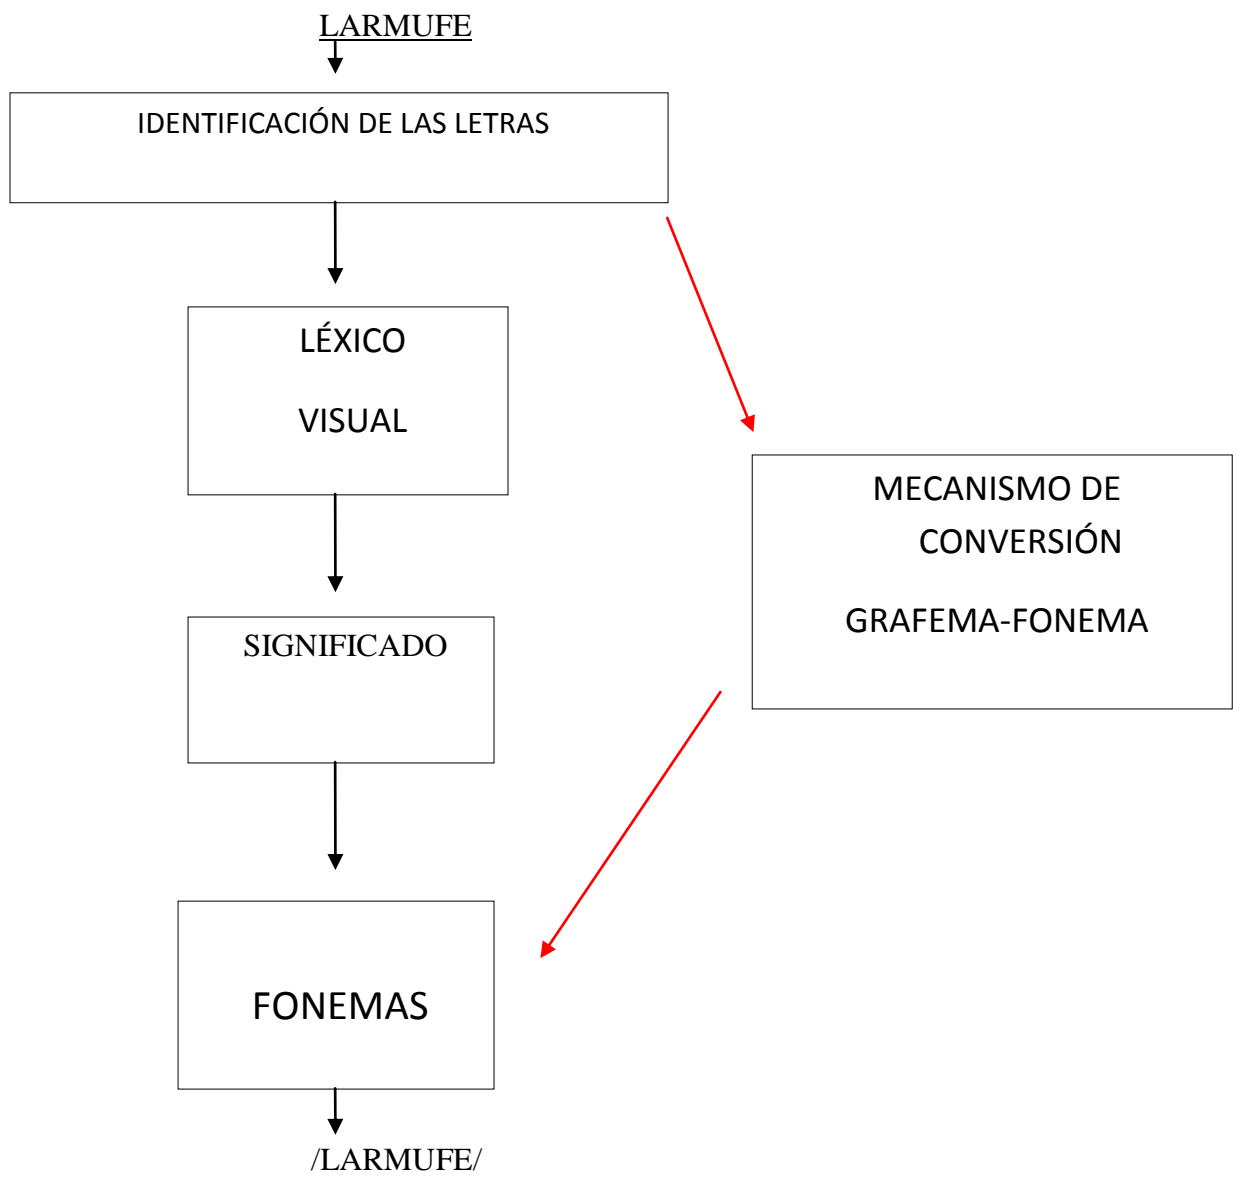 LARMUFE
IDENTIFICACIÓN DE LAS LETRAS
LÉXICO
VISUAL
MECANISMO DE
CONVERSIÓN
GRAFEMA-FONEMA
SIGNIFICADO
FONEMAS
/LARMUFE/